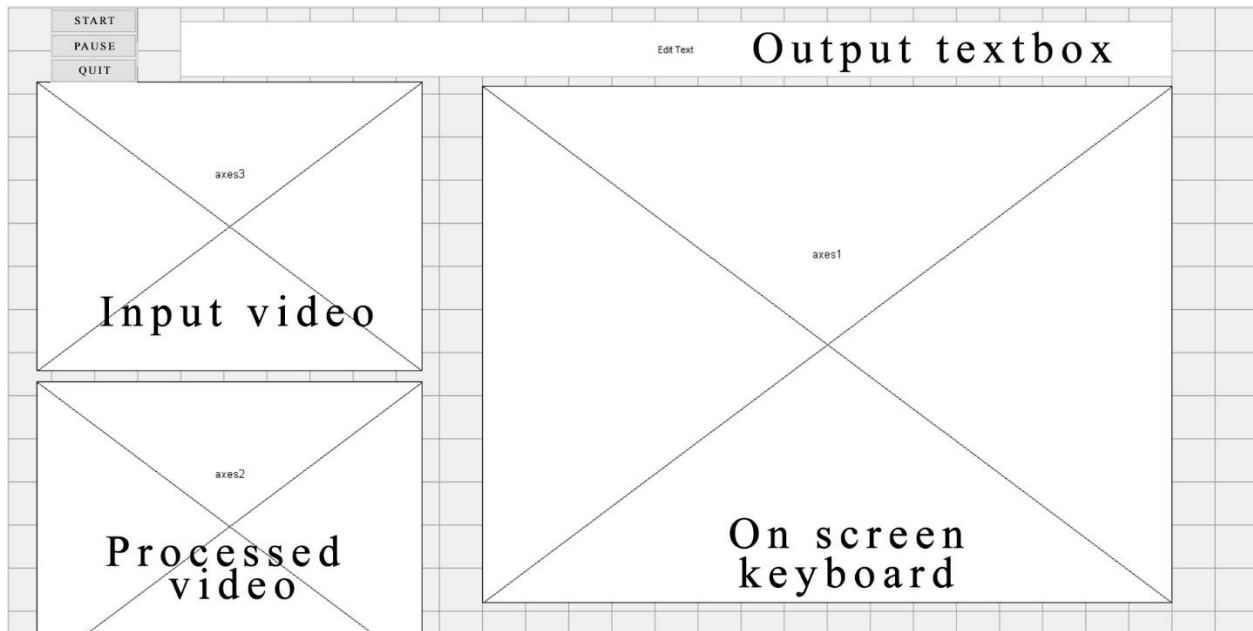 START
PAUSE
QUIT
Edit Text
Output textbox
axes3
Input video
axes1
axes2
Processed
video
On screen
keyboard